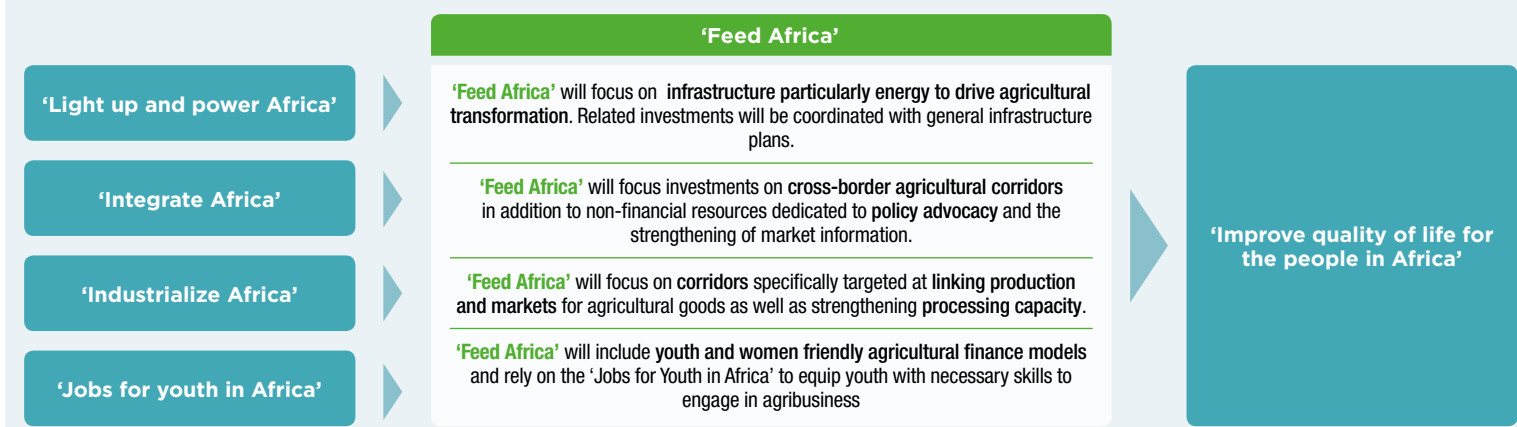 ‘Feed Africa’
‘Light up and power Africa’
‘Feed Africa’ will focus on infrastructure particularly energy to drive agricultural
transformation. Related investments will be coordinated with general infrastructure
plans.
‘Integrate Africa’
‘Feed Africa’ will focus investments on cross-border agricultural corridors
in addition to non-financial resources dedicated to policy advocacy and the
strengthening of market information.
‘Industrialize Africa’
‘Feed Africa’ will focus on corridors specifically targeted at linking production
and markets for agricultural goods as well as strengthening processing capacity.
‘Jobs for youth in Africa’
‘Feed Africa’ will include youth and women friendly agricultural finance models
and rely on the ‘Jobs for Youth in Africa’ to equip youth with necessary skills to
engage in agribusiness
‘Improve quality of life for
the people in Africa’